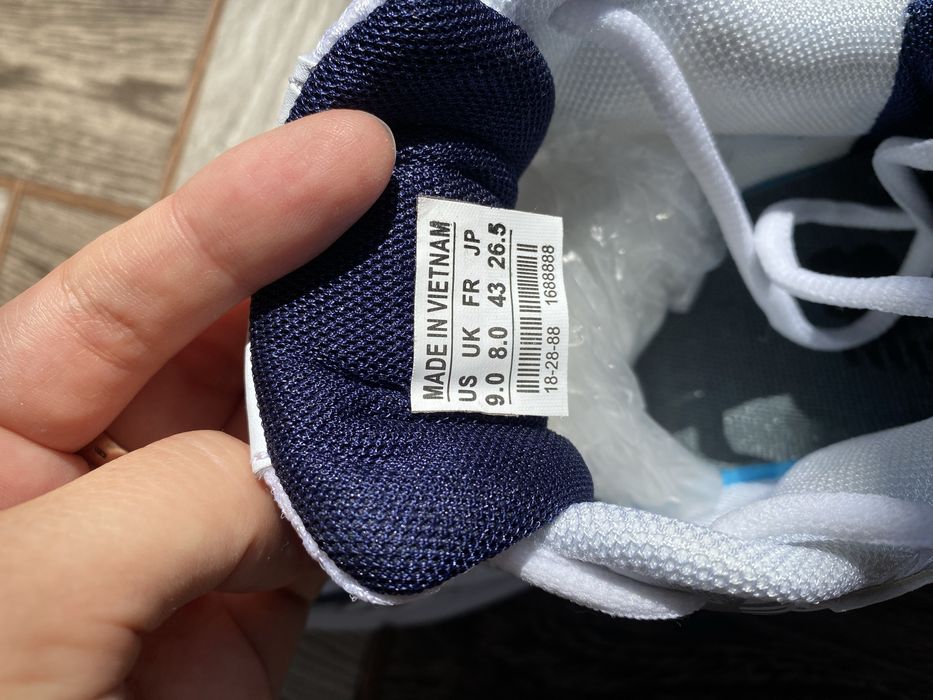 MADE IN VIETNAM
US UK FR JP
9.0 8.0 43 26.5
18-28-88 1688888